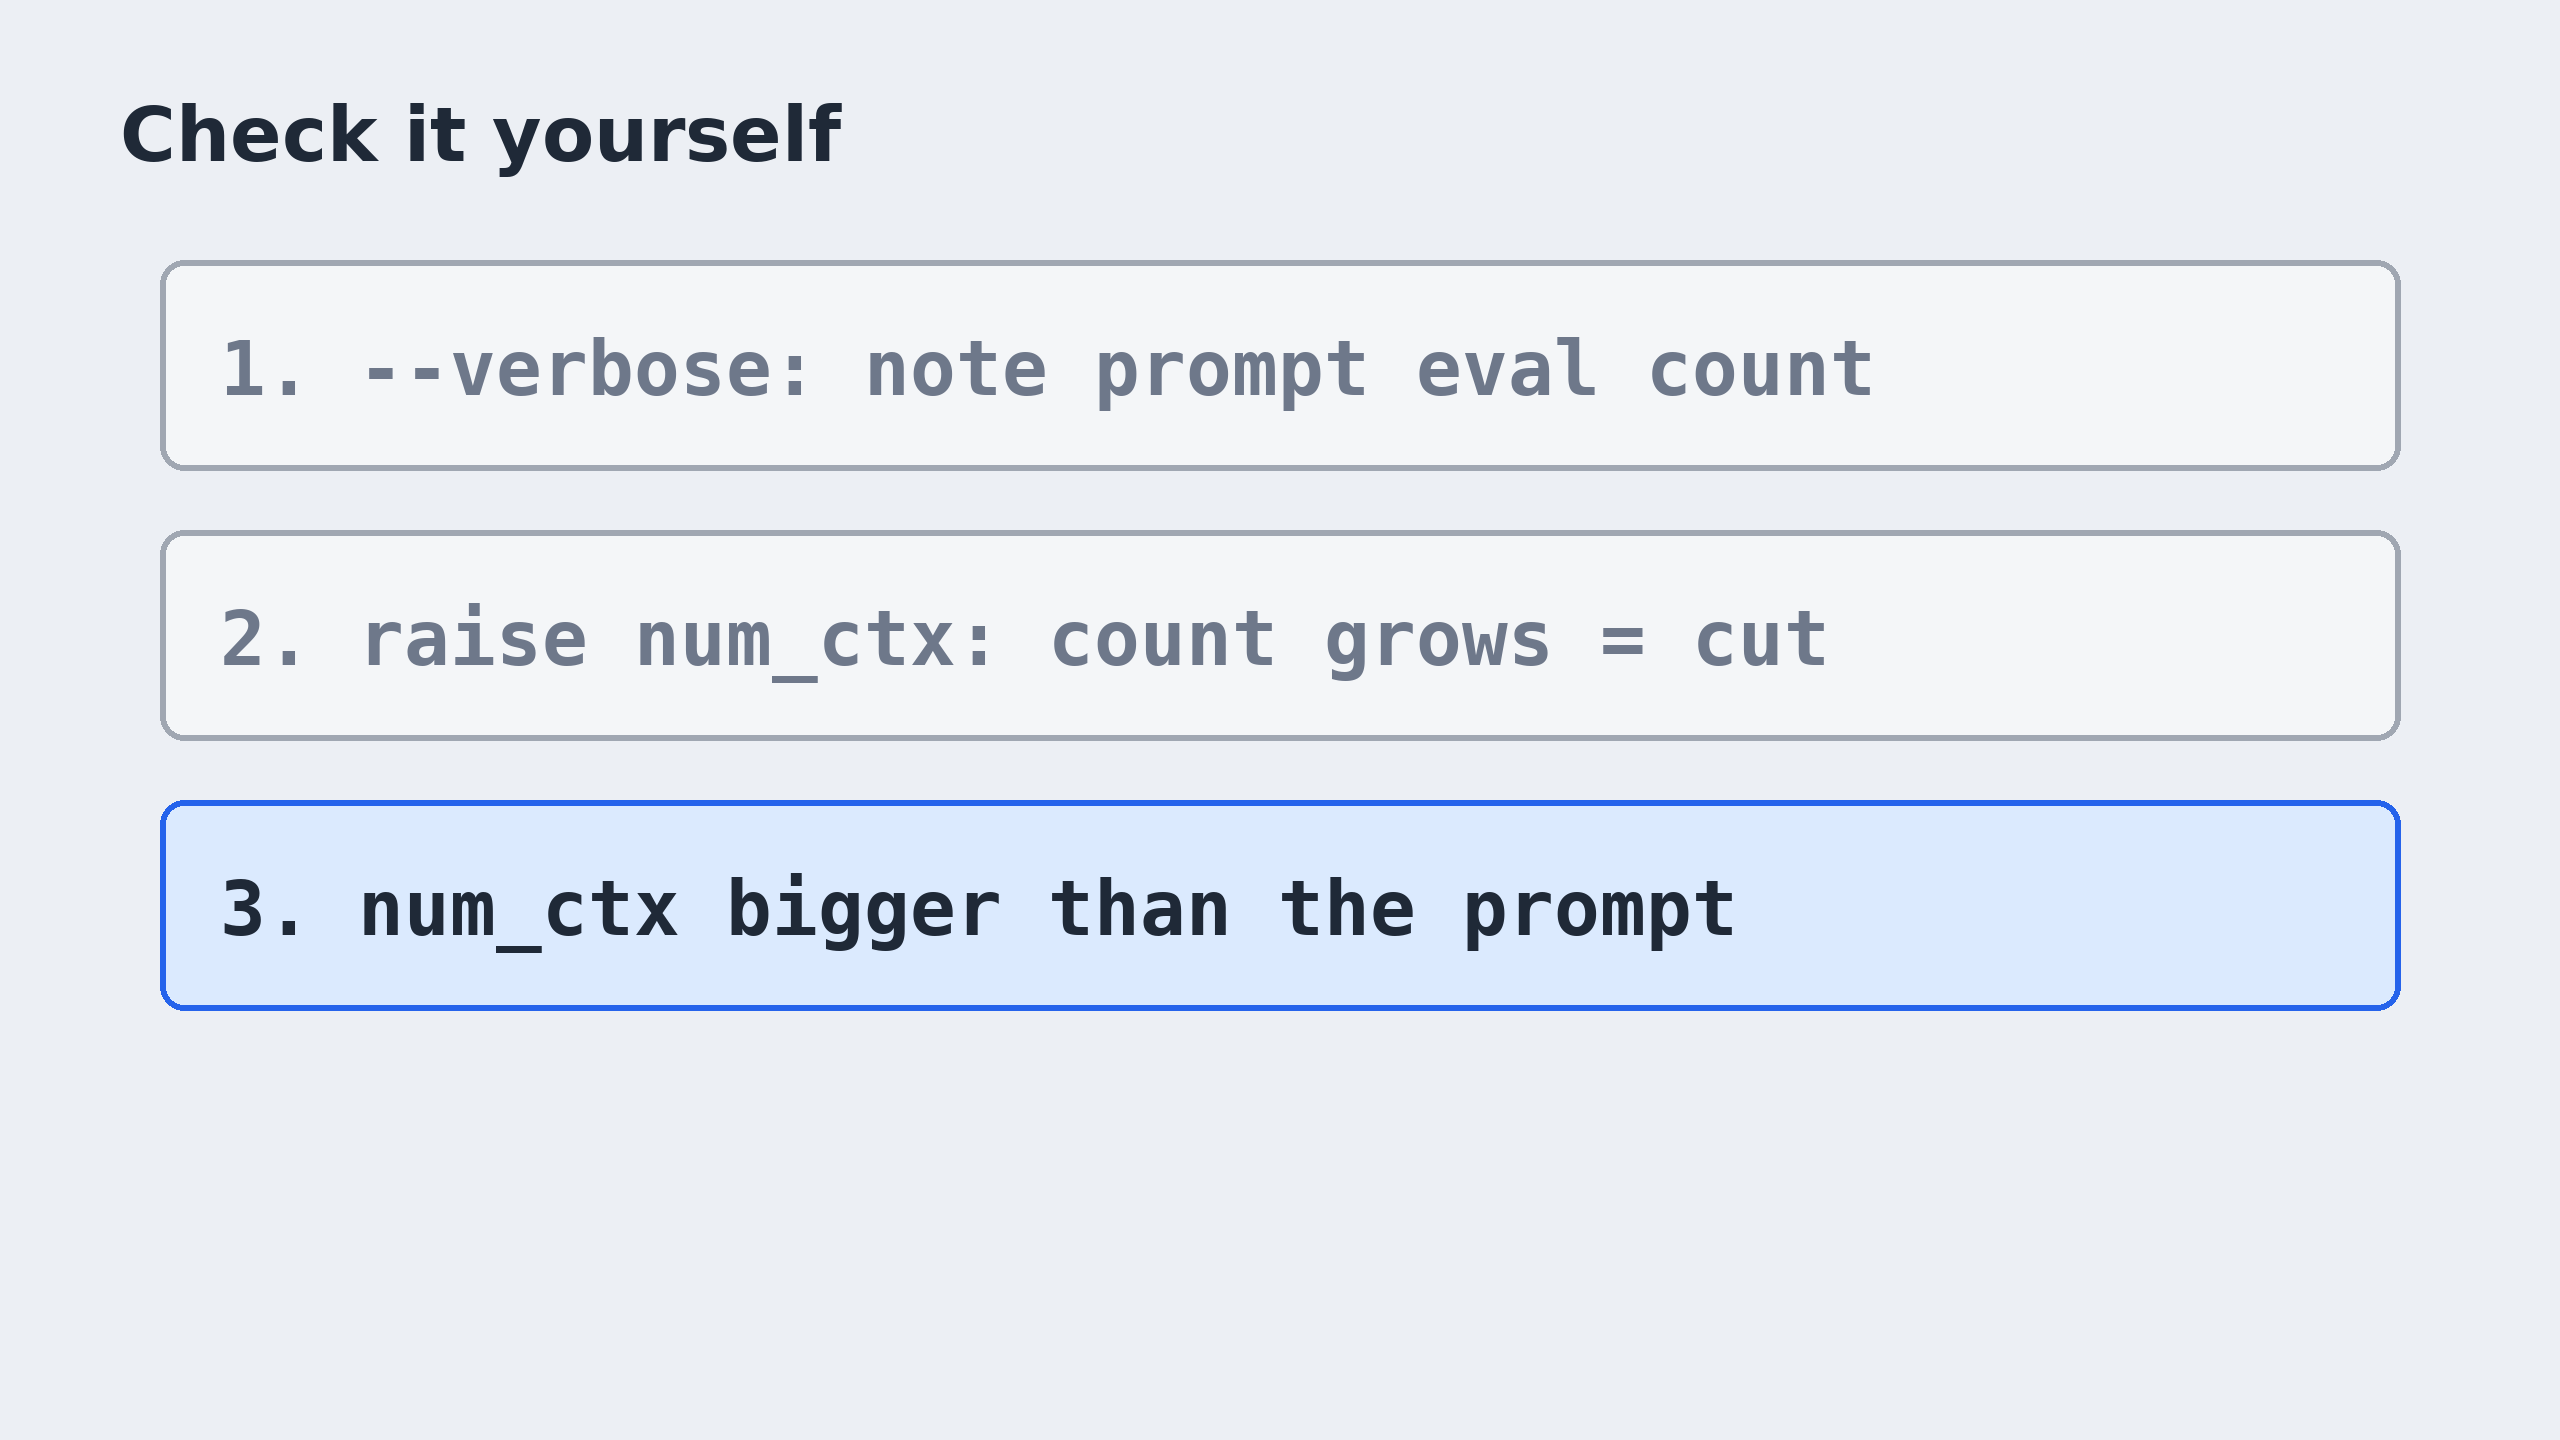 Check it yourself
1. --verbose: note prompt eval count
2. raise num_ctx: count grows = cut
3. num_ctx bigger than the prompt